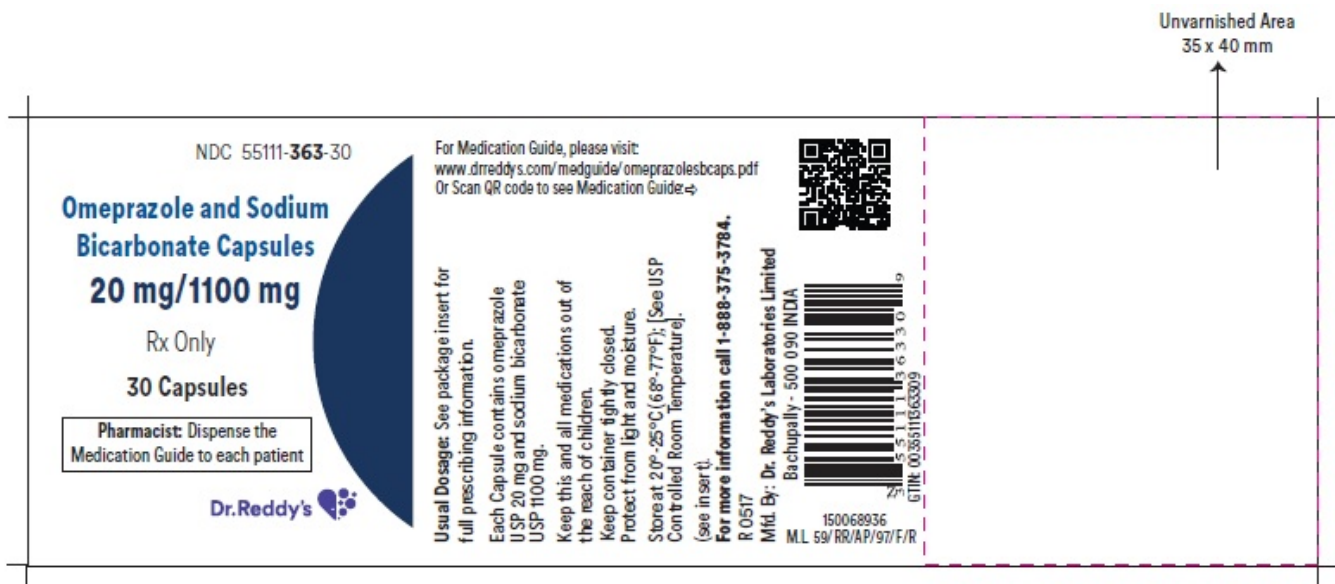 Unvarnished Area
35 x 40 mm
NDC 55111-363-30
Omeprazole and Sodium
Bicarbonate Capsules
20 mg/1100 mg
Rx Only
30 Capsules
Pharmacist: Dispense the
Medication Guide to each patient
Dr.Reddy's
For Medication Guide, please visit:
www.drreddys.com/medguide/omeprazolesbcaps.pdf
Or Scan QR code to see Medication Guide:⇨
Usual Dosage: See package insert for
full prescribing information.
Each Capsule contains omeprazole
USP 20 mg and sodium bicarbonate
USP 1100 mg.
Keep this and all medications out of
the reach of children.
Keep container tightly closed.
Protect from light and moisture.
Store at 20°-25°C (68°-77°F); [See USP
Controlled Room Temperature].
(see insert).
For more information call 1-888-375-3784.
R 0517
Mfd. By: Dr. Reddy's Laboratories Limited
Bachupally - 500 090 INDIA
3 55111 36330 9
GTIN: 00355111363309
150068936
M.L. 59/RR/AP/97/F/R